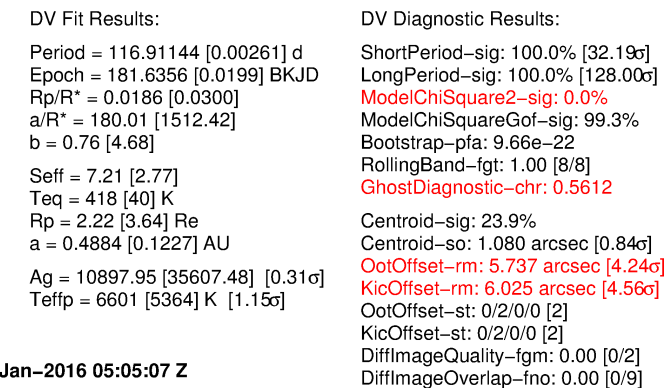 DV Fit Results:
Period = 116.91144 [0.00261] d
Epoch = 181.6356 [0.0199] BKJD
Rp/R* = 0.0186 [0.0300]
a/R* = 180.01 [1512.42]
b = 0.76 [4.68]
Seff = 7.21 [2.77]
Teq = 418 [40] K
Rp = 2.22 [3.64] Re
a = 0.4884 [0.1227] AU
Ag = 10897.95 [35607.48] [0.31σ]
Teffp = 6601 [5364] K [1.15σ]
Jan−2016 05:05:07 Z
DV Diagnostic Results:
ShortPeriod−sig: 100.0% [32.19σ]
LongPeriod−sig: 100.0% [128.00σ]
ModelChiSquare2−sig: 0.0%
ModelChiSquareGof−sig: 99.3%
Bootstrap−pfa: 9.66e−22
RollingBand−fgt: 1.00 [8/8]
GhostDiagnostic−chr: 0.5612
Centroid−sig: 23.9%
Centroid−so: 1.080 arcsec [0.84σ]
OotOffset−rm: 5.737 arcsec [4.24σ]
KicOffset−rm: 6.025 arcsec [4.56σ]
OotOffset−st: 0/2/0/0 [2]
KicOffset−st: 0/2/0/0 [2]
DiffImageQuality−fgm: 0.00 [0/2]
DiffImageOverlap−fno: 0.00 [0/9]